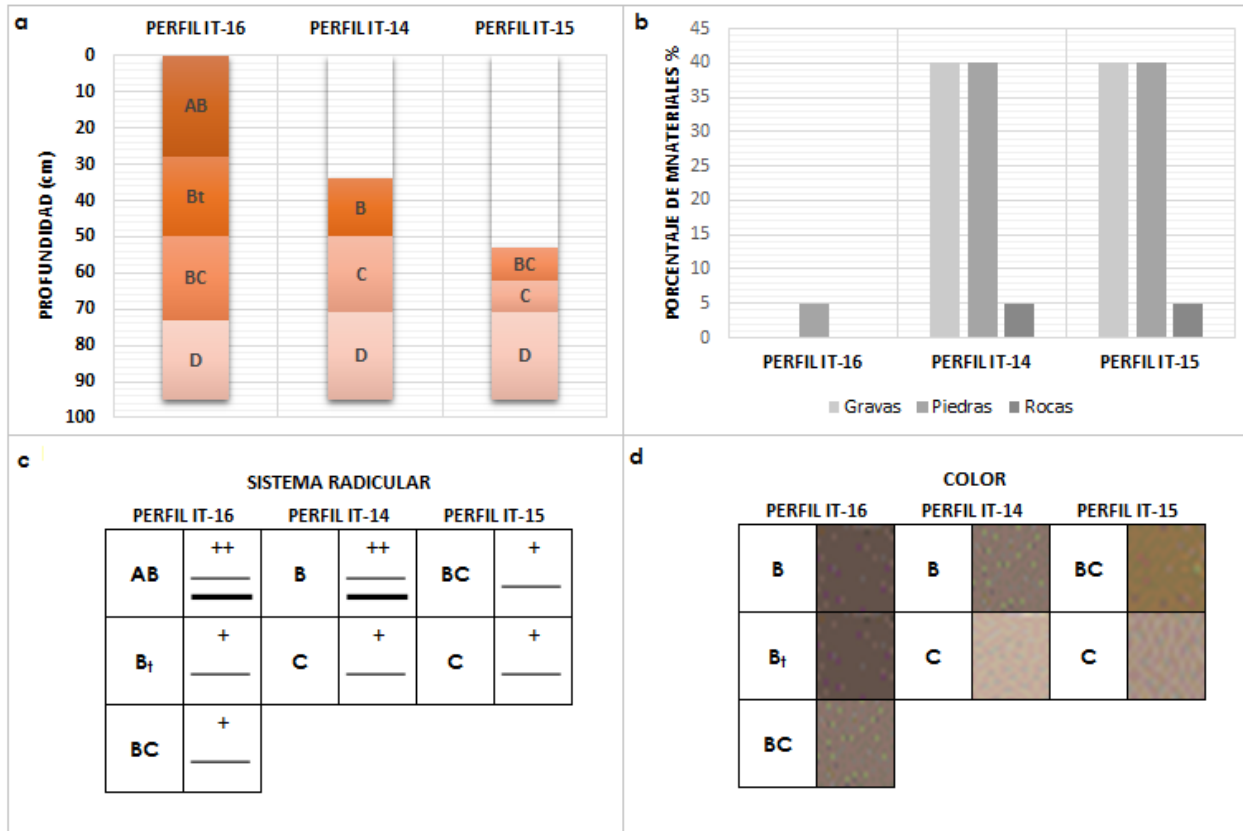 a
PERFIL IT-16 PERFIL IT-14 PERFIL IT-15
PROFUNDIDAD (cm)
0
10
20
30
40
50
60
70
80
90
100
AB
Bt
BC
D
B
C
D
BC
C
D
b
PORCENTAJE DE MNATERIALES %
45
40
35
30
25
20
15
10
5
0
PERFIL IT-16 PERFIL IT-14 PERFIL IT-15
Gravas Piedras Rocas
c
SISTEMA RADICULAR
PERFIL IT-16 PERFIL IT-14 PERFIL IT-15
AB ++ B ++ BC +
Bt + C + C +
BC +
d
COLOR
PERFIL IT-16 PERFIL IT-14 PERFIL IT-15
B B BC
Bt C C
BC